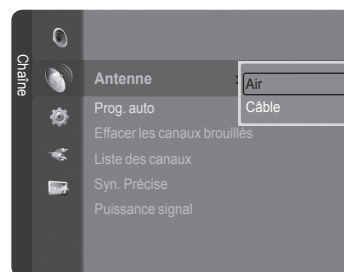 Chaîne
Antenne : Air
Câble
Prog. auto
Effacer les canaux brouillés
Liste des canaux
Syn. Précise
Puissance signal